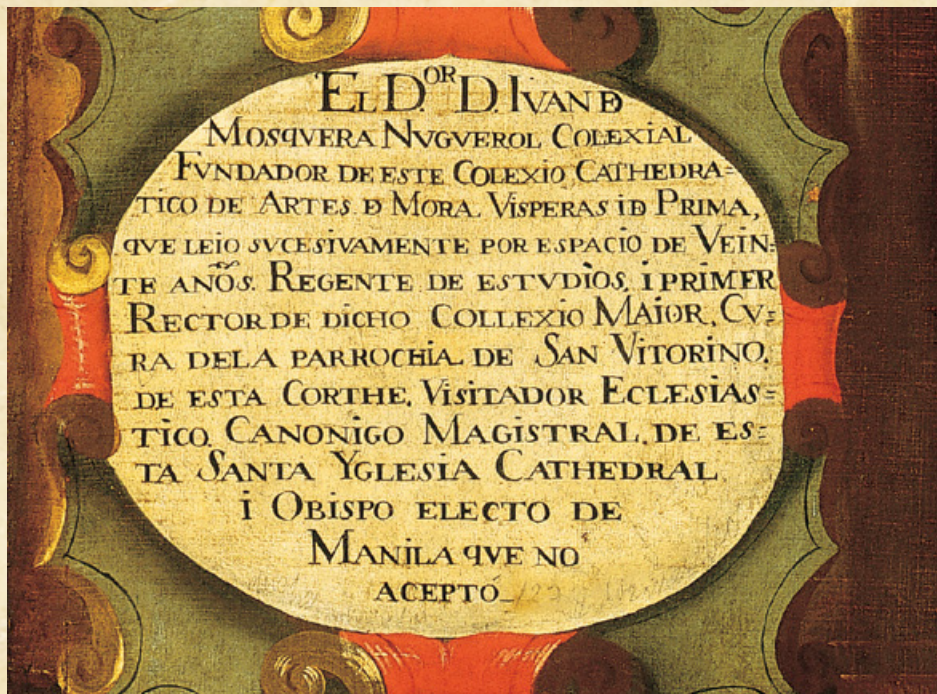 El D.OR D. IVAN Đ
MOSQVERA NVGVEROL COLEXIAL
FVNDADOR DE ESTE COLEXIO CATHEDRA=
TICO DE ARTES. Đ MORA. VISPERAS i Đ PRIMA,
QVE LEIO SVCESIVAMENTE POR ESPACIO DE VEIN=
TE AÑOS. REGENTE DE ESTVDIOS, I PRIMER
RECTOR DE DICHO COLLEXIO MAIOR, CV=
RA DE LA PARROCHIA DE SAN VITORINO,
DE ESTA CORTHE, VISITADOR ECLESIAS=
TICO, CANONIGO MAGISTRAL, DE ES=
TA SANTA YGLESIA CATHEDRAL
i OBISPO ELECTO DE
MANILA QVE NO
ACEPTÓ